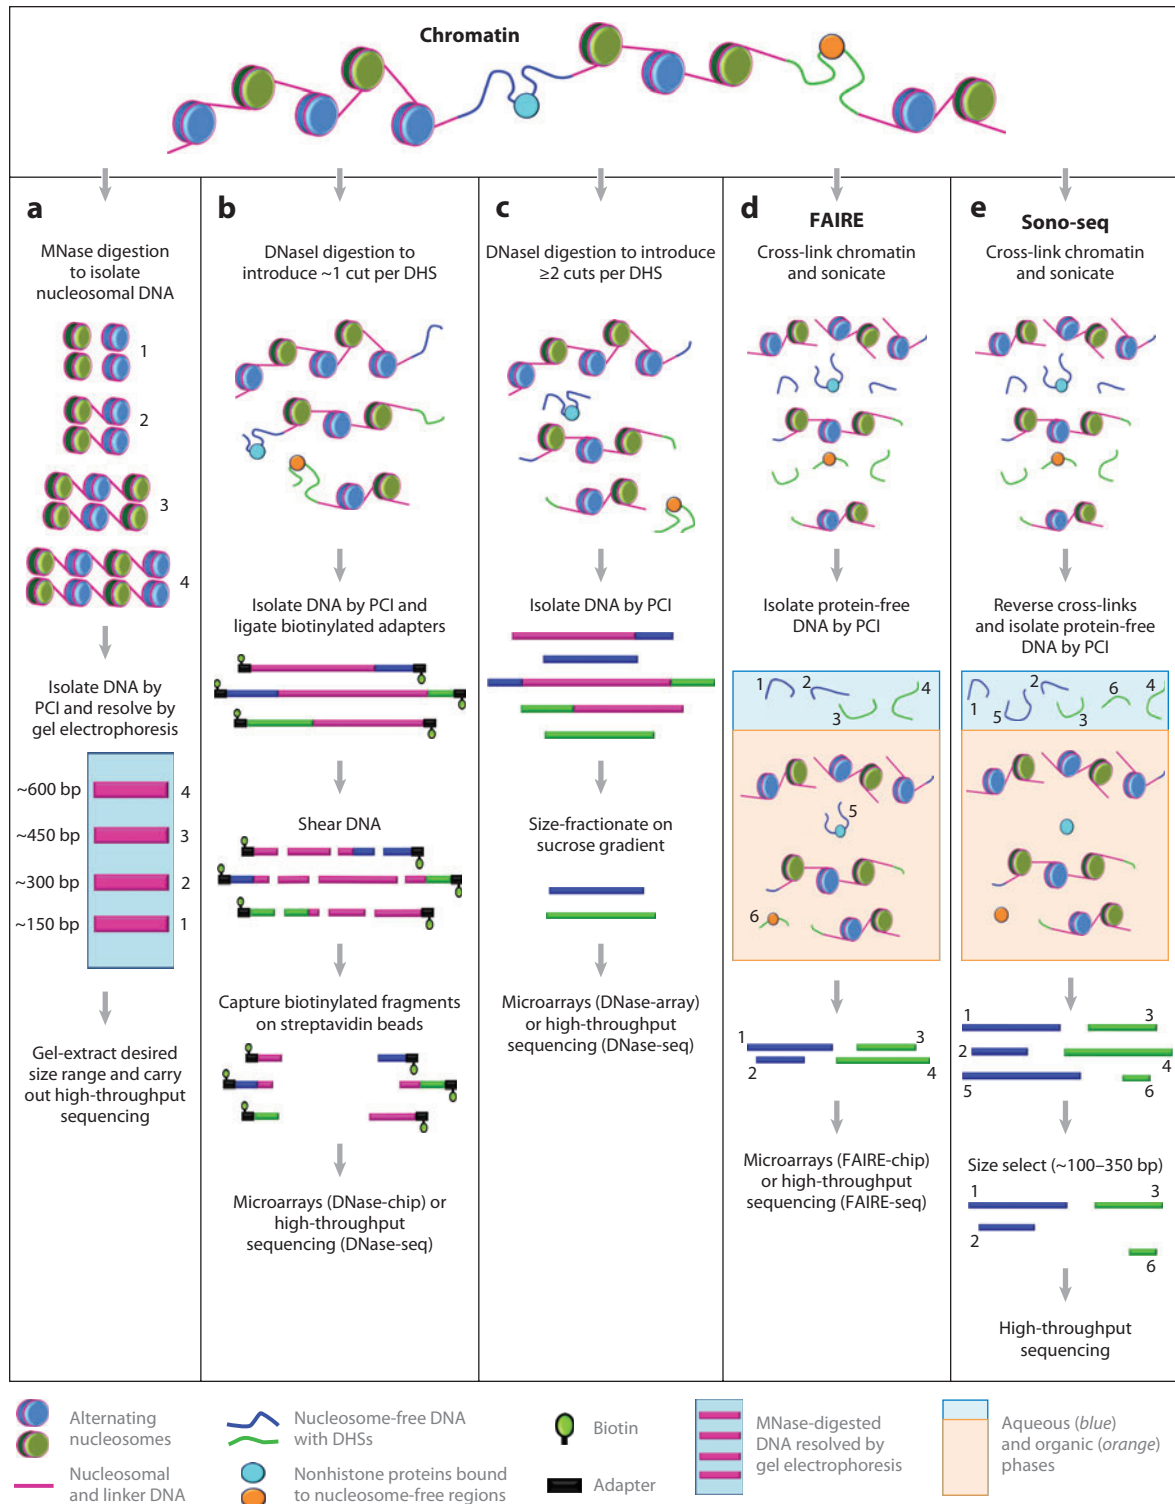 Chromatin
a
MNase digestion
to isolate
nucleosomal DNA
1
2
3
4
Isolate DNA by
PCI and resolve by
gel electrophoresis
~600 bp
4
~450 bp
3
~300 bp
2
~150 bp
1
Gel-extract desired
size range and carry
out high-throughput
sequencing
b
DNaseI digestion to
introduce ~1 cut per DHS
Isolate DNA by PCI and
ligate biotinylated adapters
Shear DNA
Capture biotinylated fragments
on streptavidin beads
Microarrays (DNase-chip) or
high-throughput
sequencing (DNase-seq)
c
DNaseI digestion to introduce
≥2 cuts per DHS
Isolate DNA by PCI
Size-fractionate on
sucrose gradient
Microarrays (DNase-array)
or high-throughput
sequencing (DNase-seq)
d
FAIRE
Cross-link chromatin
and sonicate
Isolate protein-free
DNA by PCI
1 2 4
3
5
6
1 3
2 4
Microarrays (FAIRE-chip)
or high-throughput
sequencing (FAIRE-seq)
e
Sono-seq
Cross-link chromatin
and sonicate
Reverse cross-links
and isolate protein-free
DNA by PCI
2 6 4
1 5 3
1 3
2 4
5 6
Size select (~100–350 bp)
1 3
2
6
High-throughput
sequencing
Alternating
nucleosomes
Nucleosomal
and linker DNA
Nucleosome-free DNA
with DHSs
Nonhistone proteins bound
to nucleosome-free regions
Biotin
Adapter
MNase-digested
DNA resolved by
gel electrophoresis
Aqueous (blue)
and organic (orange)
phases